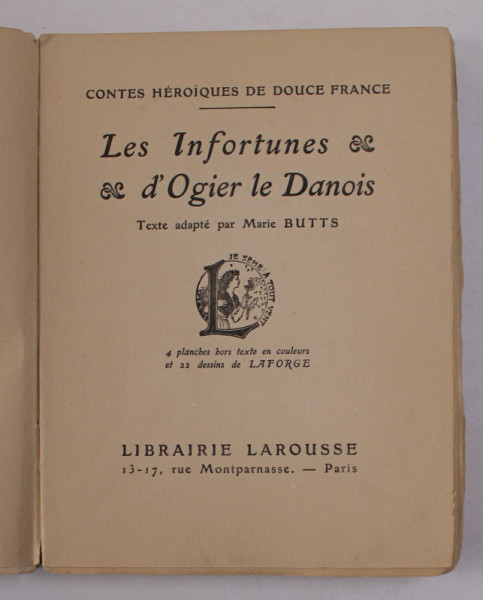 CONTES HÉROÏQUES DE DOUCE FRANCE
Les Infortunes
d'Ogier le Danois
Texte adapté par Marie BUTTS
JE SÈME À TOUT VENT
L
4 planches hors texte en couleurs
et 22 dessins de LAFORGE
LIBRAIRIE LAROUSSE
13-17, rue Montparnasse. — Paris